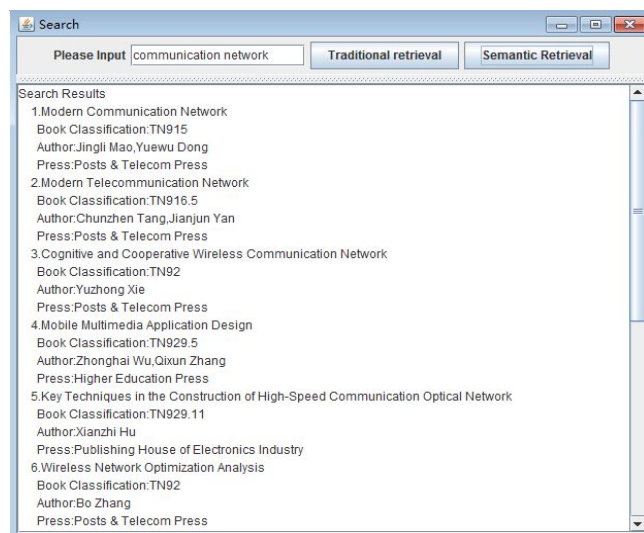 Search
Please Input communication network Traditional retrieval Semantic Retrieval
Search Results
1.Modern Communication Network
Book Classification:TN915
Author:Jingli Mao,Yuewu Dong
Press:Posts & Telecom Press
2.Modern Telecommunication Network
Book Classification:TN916.5
Author:Chunzhen Tang,Jianjun Yan
Press:Posts & Telecom Press
3.Cognitive and Cooperative Wireless Communication Network
Book Classification:TN92
Author:Yuzhong Xie
Press:Posts & Telecom Press
4.Mobile Multimedia Application Design
Book Classification:TN929.5
Author:Zhonghai Wu,Qixun Zhang
Press:Higher Education Press
5.Key Techniques in the Construction of High-Speed Communication Optical Network
Book Classification:TN929.11
Author:Xianzhi Hu
Press:Publishing House of Electronics Industry
6.Wireless Network Optimization Analysis
Book Classification:TN92
Author:Bo Zhang
Press:Posts & Telecom Press